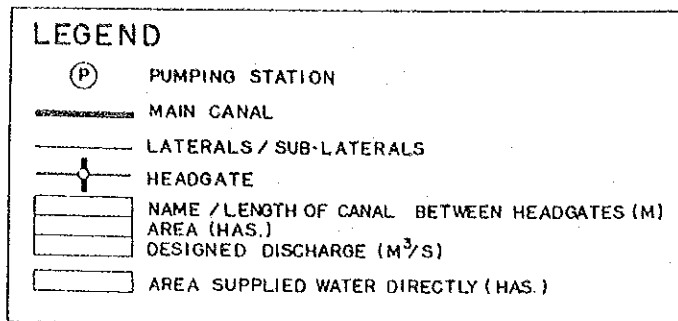 LEGEND
P PUMPING STATION
MAIN CANAL
LATERALS / SUB-LATERALS
HEADGATE
NAME / LENGTH OF CANAL BETWEEN HEADGATES (M)
AREA (HAS.)
DESIGNED DISCHARGE (M³/S)
AREA SUPPLIED WATER DIRECTLY (HAS.)